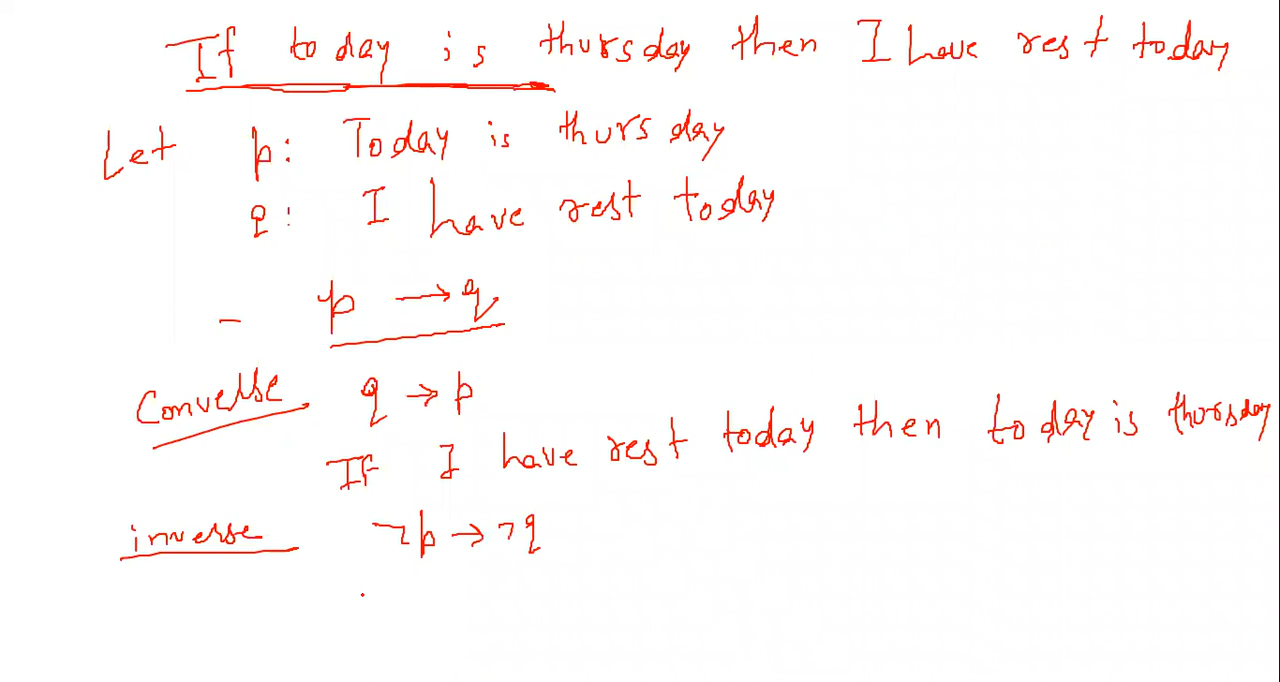 If today is thursday then I have rest today
Let p: Today is thursday
q: I have rest today
- p → q
Converse q → p
If I have rest today then today is thursday
inverse ¬p → ¬q